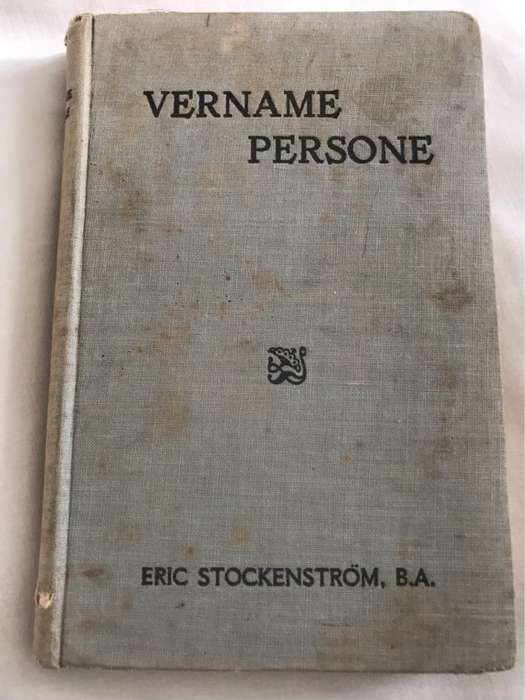 VERNAME
PERSONE
ERIC STOCKENSTRÖM, B.A.